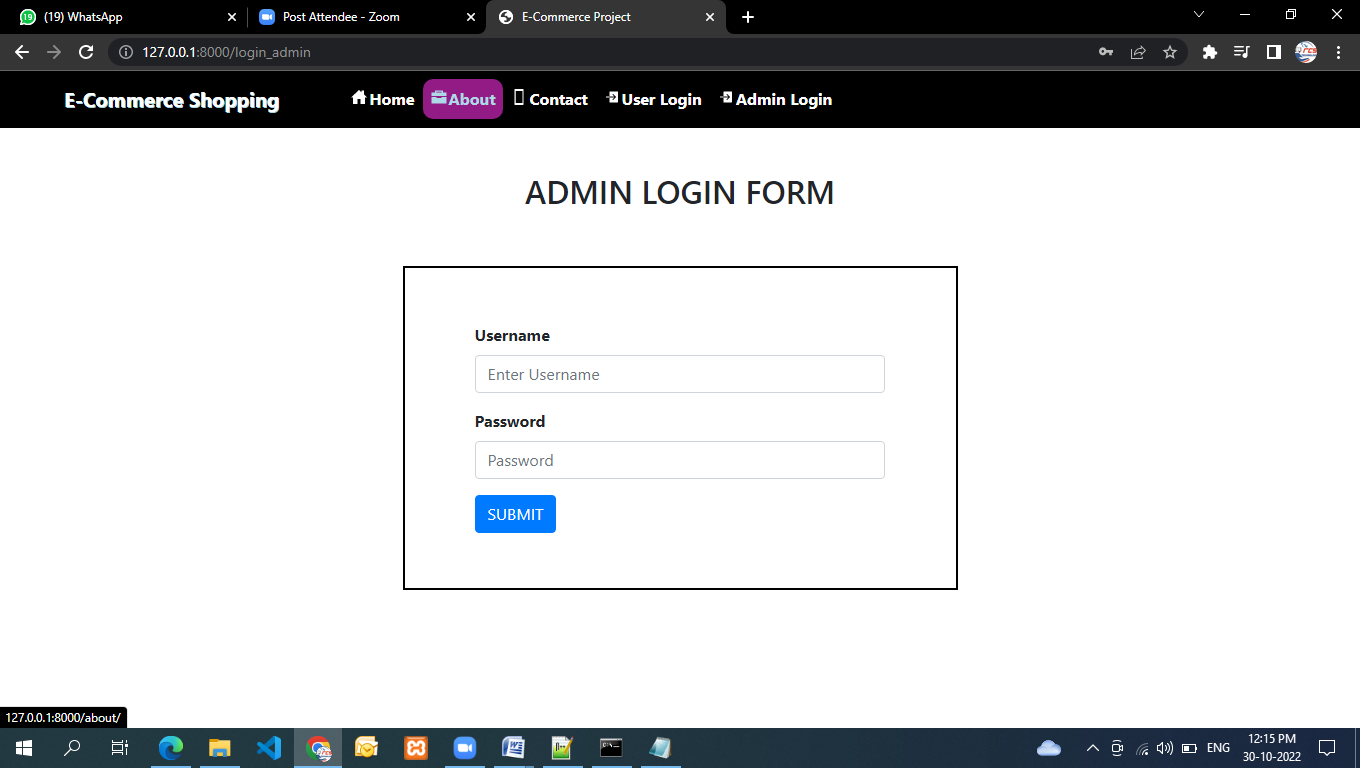 19 (19) WhatsApp Post Attendee - Zoom E-Commerce Project
127.0.0.1:8000/login_admin
E-Commerce Shopping Home About Contact User Login Admin Login
ADMIN LOGIN FORM
Username
Enter Username
Password
Password
SUBMIT
127.0.0.1:8000/about/
ENG 12:15 PM
30-10-2022